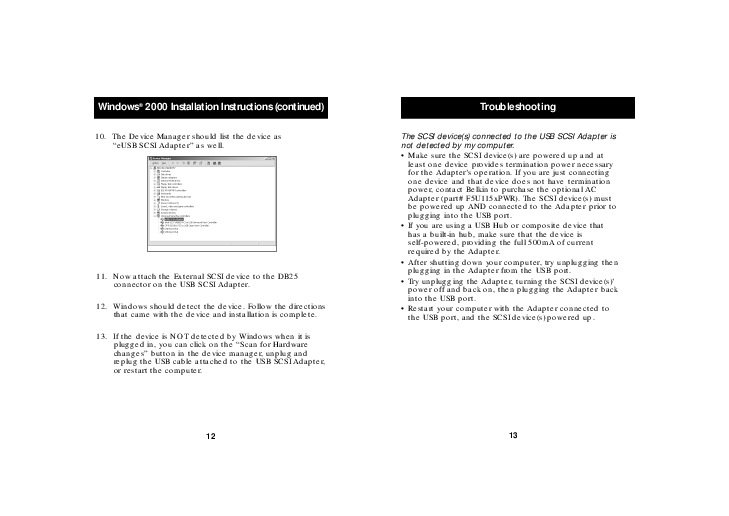 Windows® 2000 Installation Instructions (continued)
10. The Device Manager should list the device as
“eUSB SCSI Adapter” as well.
11. Now attach the External SCSI device to the DB25
connector on the USB SCSI Adapter.
12. Windows should detect the device. Follow the directions
that came with the device and installation is complete.
13. If the device is NOT detected by Windows when it is
plugged in, you can click on the “Scan for Hardware
changes” button in the device manager, unplug and
replug the USB cable attached to the USB SCSI Adapter,
or restart the computer.
12
Troubleshooting
The SCSI device(s) connected to the USB SCSI Adapter is
not detected by my computer.
• Make sure the SCSI device(s) are powered up and at
least one device provides termination power necessary
for the Adapter's operation. If you are just connecting
one device and that device does not have termination
power, contact Belkin to purchase the optional AC
Adapter (part# F5U115xPWR). The SCSI device(s) must
be powered up AND connected to the Adapter prior to
plugging into the USB port.
• If you are using a USB Hub or composite device that
has a built-in hub, make sure that the device is
self-powered, providing the full 500mA of current
required by the Adapter.
• After shutting down your computer, try unplugging then
plugging in the Adapter from the USB port.
• Try unplugging the Adapter, turning the SCSI device(s)'
power off and back on, then plugging the Adapter back
into the USB port.
• Restart your computer with the Adapter connected to
the USB port, and the SCSI device(s) powered up.
13